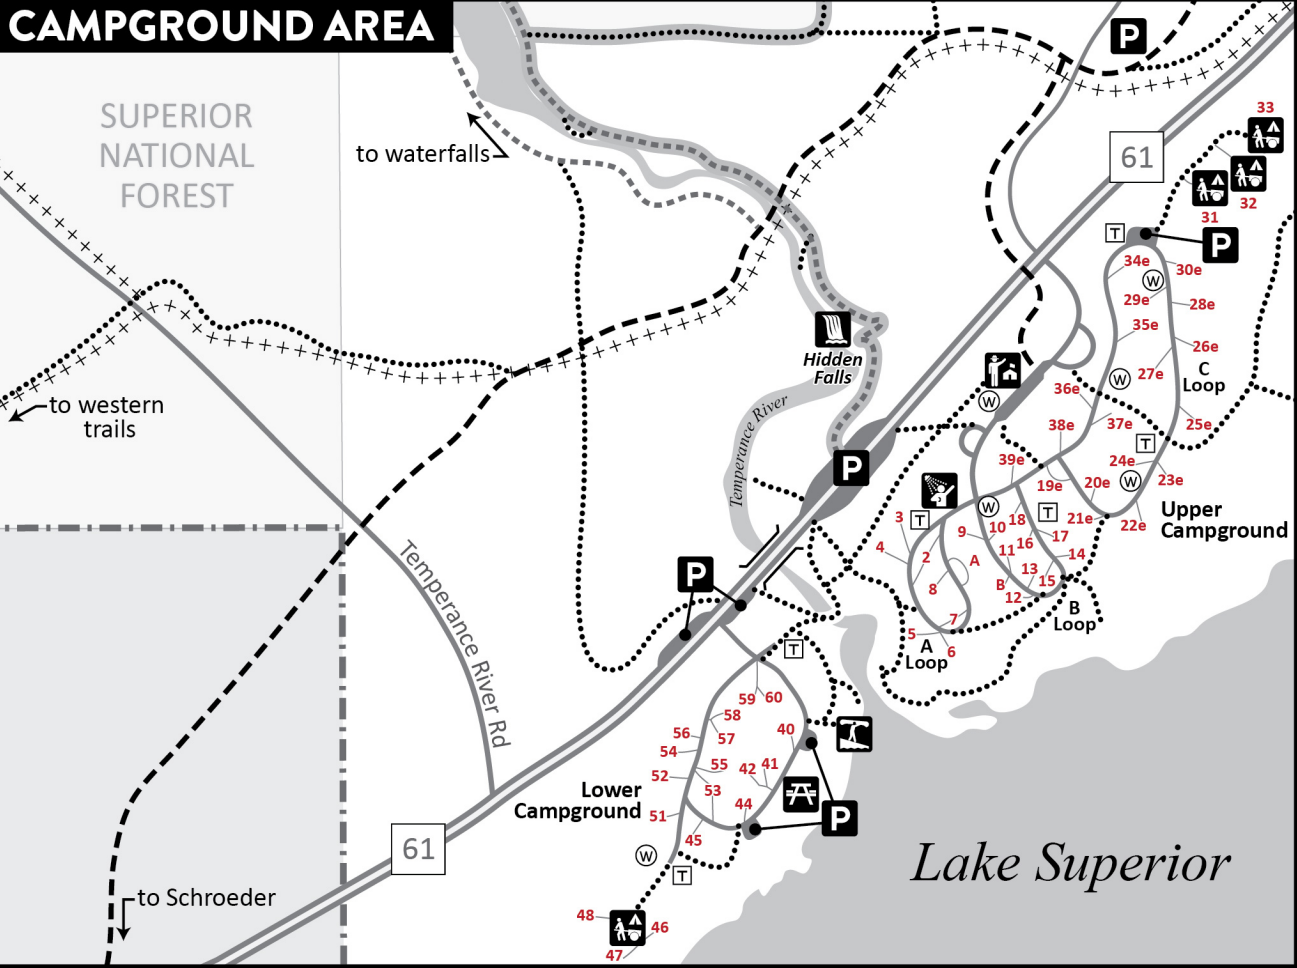 CAMPGROUND AREA
SUPERIOR
NATIONAL
FOREST
to waterfalls
P
61
33
32
31
T
P
34e
30e
W
29e
28e
35e
26e
Hidden
Falls
27e
C
Loop
W
36e
to western
trails
W
Temperance River
37e
25e
38e
T
39e
24e
P
19e
20e
W
23e
3
T
W
18
T
21e
22e
Upper
Campground
9
10
17
4
2
A
11
16
14
8
B
13
15
12
P
7
B
Loop
5
6
A
Loop
Temperance River Rd
T
59
60
58
56
57
40
54
55
42
41
52
Lower
Campground
53
44
51
P
45
61
W
T
Lake Superior
to Schroeder
48
46
47